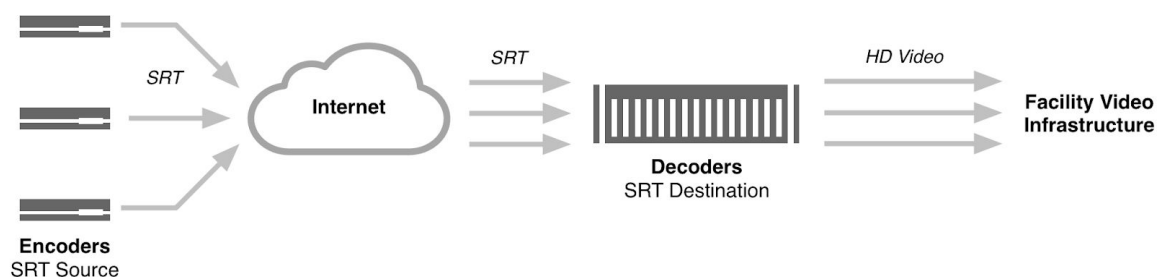 SRT
Encoders
SRT Source
Internet
SRT
Decoders
SRT Destination
HD Video
Facility Video
Infrastructure